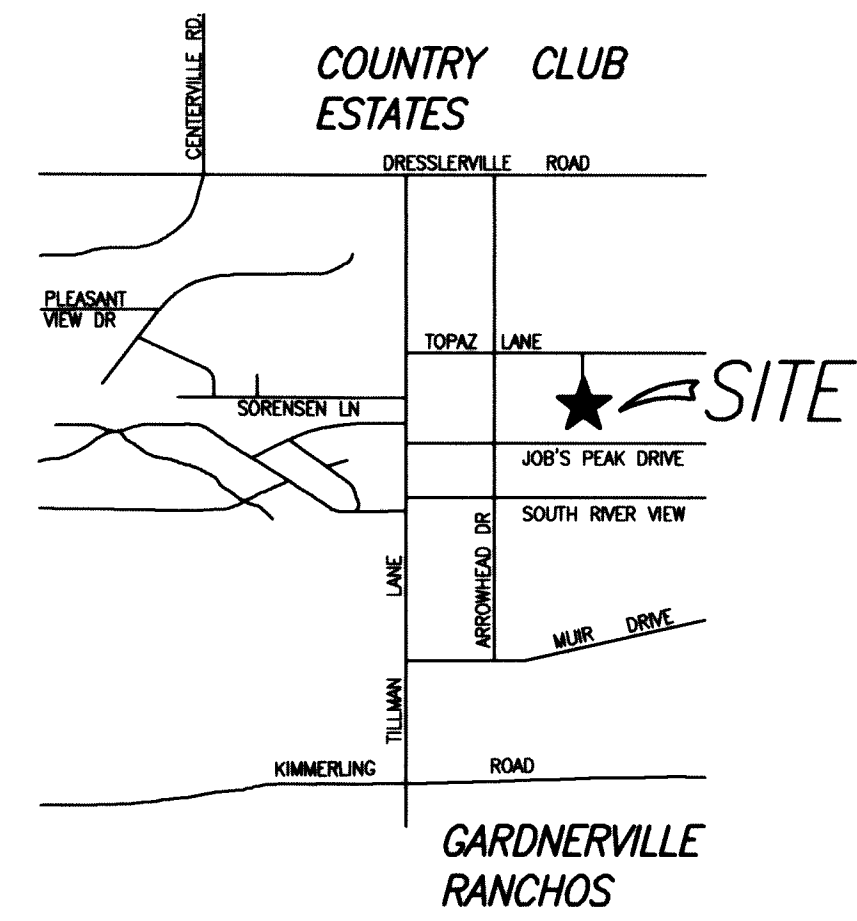 CENTERVILLE RD.
COUNTRY CLUB
ESTATES
DRESSLERVILLE ROAD
PLEASANT
VIEW DR
TOPAZ LANE
SITE
SORENSEN LN
JOB'S PEAK DRIVE
SOUTH RIVER VIEW
ARROWHEAD DR
TILLMAN LANE
MUIR DRIVE
KIMMERLING ROAD
GARDNERVILLE
RANCHOS